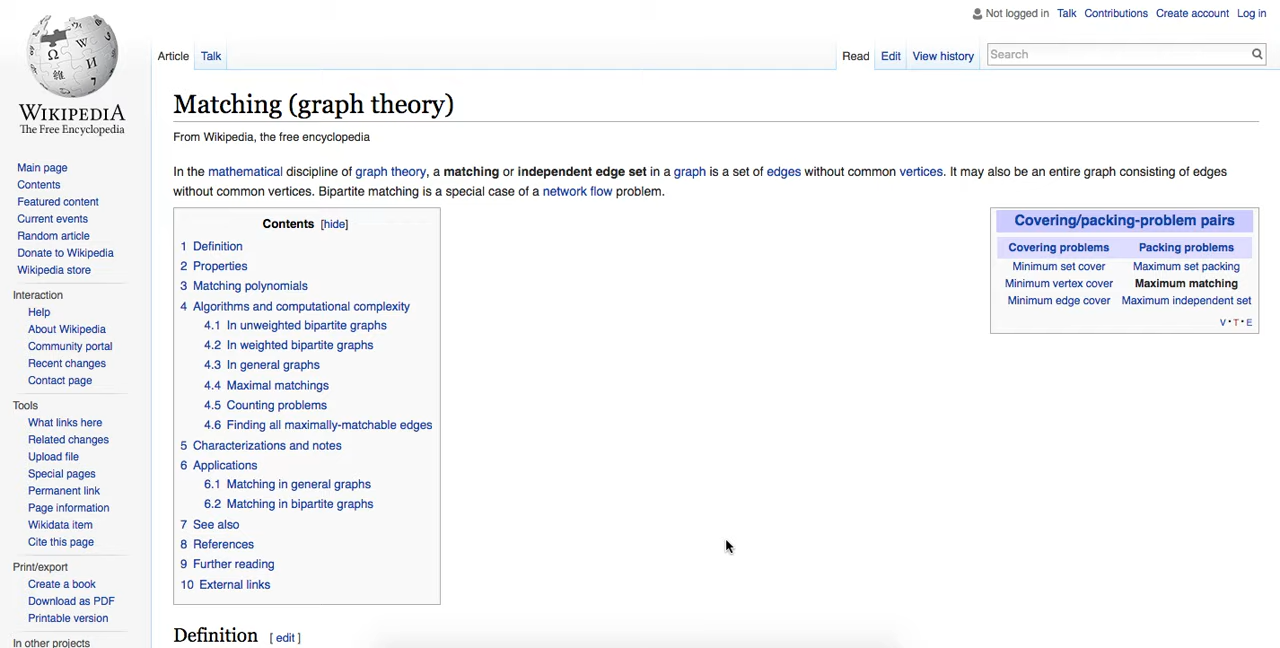 Not logged in Talk Contributions Create account Log in
Article Talk Read Edit View history Search
WIKIPEDIA
The Free Encyclopedia
Main page
Contents
Featured content
Current events
Random article
Donate to Wikipedia
Wikipedia store
Interaction
Help
About Wikipedia
Community portal
Recent changes
Contact page
Tools
What links here
Related changes
Upload file
Special pages
Permanent link
Page information
Wikidata item
Cite this page
Print/export
Create a book
Download as PDF
Printable version
In other projects
Matching (graph theory)
From Wikipedia, the free encyclopedia
In the mathematical discipline of graph theory, a matching or independent edge set in a graph is a set of edges without common vertices. It may also be an entire graph consisting of edges
without common vertices. Bipartite matching is a special case of a network flow problem.
Contents [hide]
1 Definition
2 Properties
3 Matching polynomials
4 Algorithms and computational complexity
4.1 In unweighted bipartite graphs
4.2 In weighted bipartite graphs
4.3 In general graphs
4.4 Maximal matchings
4.5 Counting problems
4.6 Finding all maximally-matchable edges
5 Characterizations and notes
6 Applications
6.1 Matching in general graphs
6.2 Matching in bipartite graphs
7 See also
8 References
9 Further reading
10 External links
Covering/packing-problem pairs
Covering problems Packing problems
Minimum set cover Maximum set packing
Minimum vertex cover Maximum matching
Minimum edge cover Maximum independent set
V · T · E
Definition [ edit ]